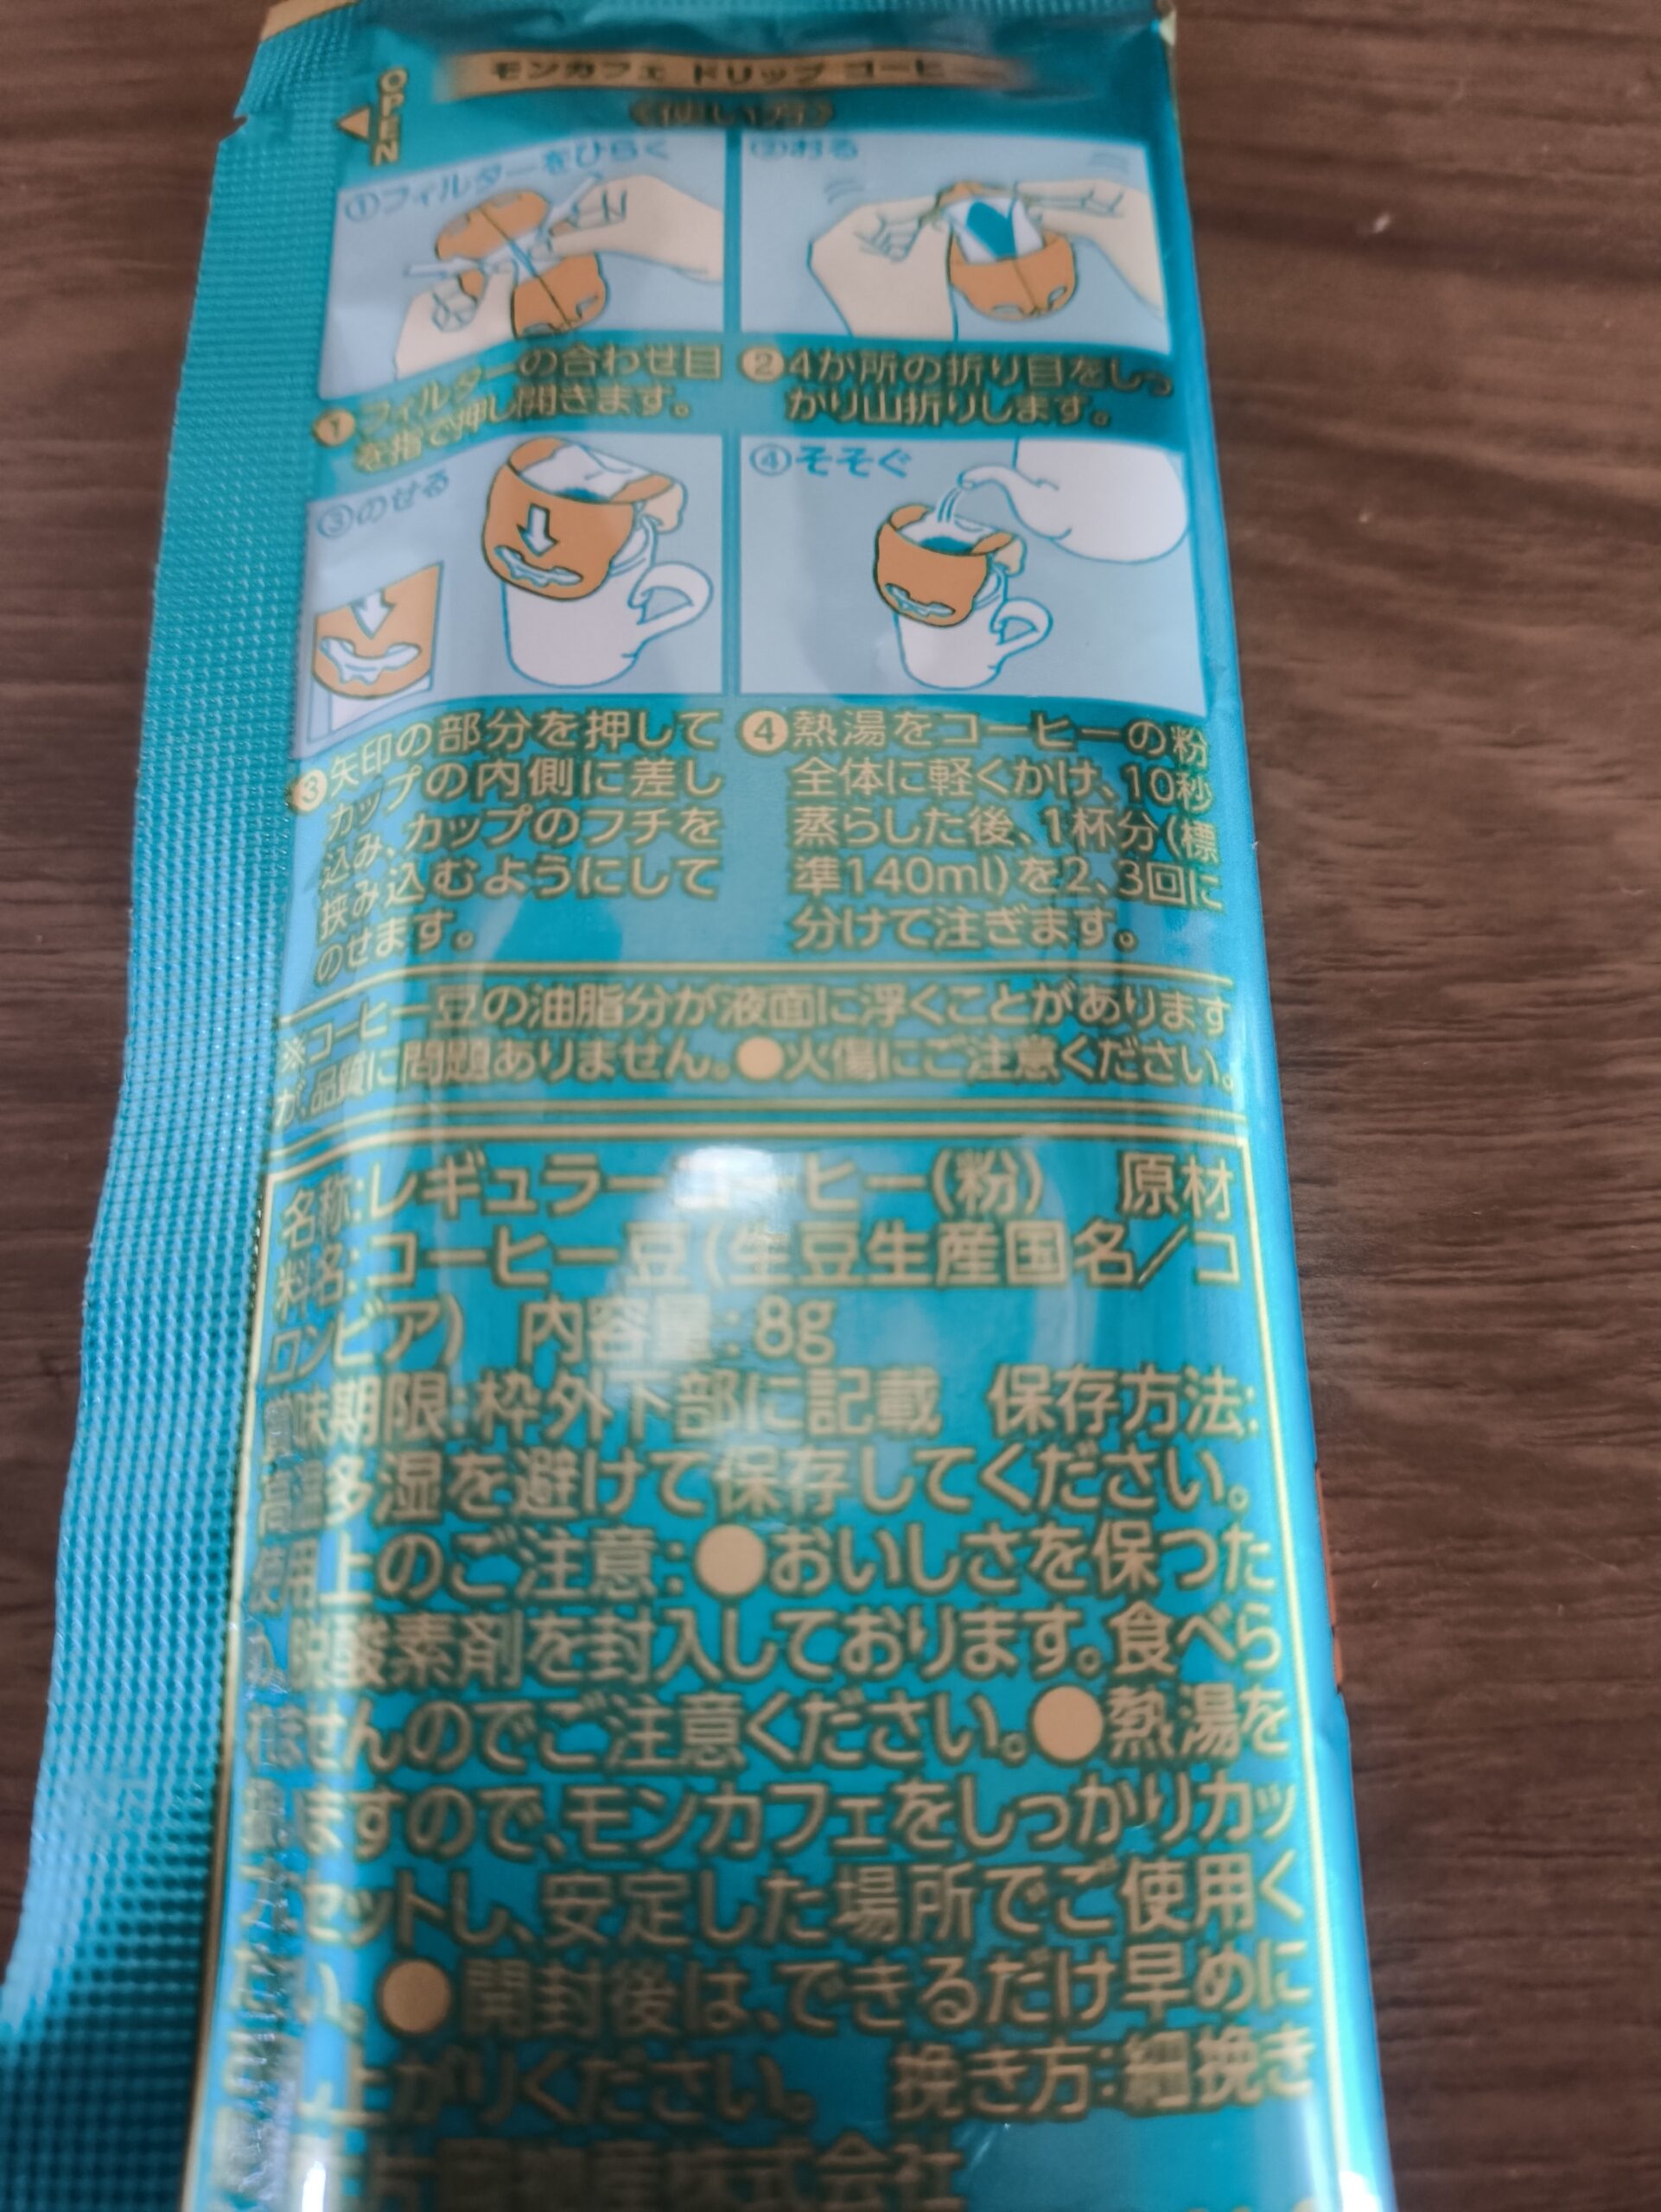 OPEN
モンカフェ ドリップ コーヒー
《使い方》
①フィルターをひらく
②おる
❶フィルターの合わせ目
を指で押し開きます。
❷4か所の折り目をしっ
かり山折りします。
③のせる
④そそぐ
❸矢印の部分を押して
カップの内側に差し
込み、カップのフチを
挟み込むようにして
のせます。
❹熱湯をコーヒーの粉
全体に軽くかけ、10秒
蒸らした後、1杯分(標
準140ml)を2、3回に
分けて注ぎます。
※コーヒー豆の油脂分が液面に浮くことがあります
が、品質に問題ありません。●火傷にご注意ください。
名称:レギュラーコーヒー(粉) 原材
料名:コーヒー豆(生豆生産国名/コ
ロンビア) 内容量:8g
賞味期限:枠外下部に記載 保存方法:
高温多湿を避けて保存してください。
使用上のご注意:●おいしさを保つた
め脱酸素剤を封入しております。食べら
れませんのでご注意ください。●熱湯を
ますので、モンカフェをしっかりカッ
セットし、安定した場所でご使用く
い。●開封後は、できるだけ早めに
上がりください。 挽き方:細挽き
片岡物産株式会社